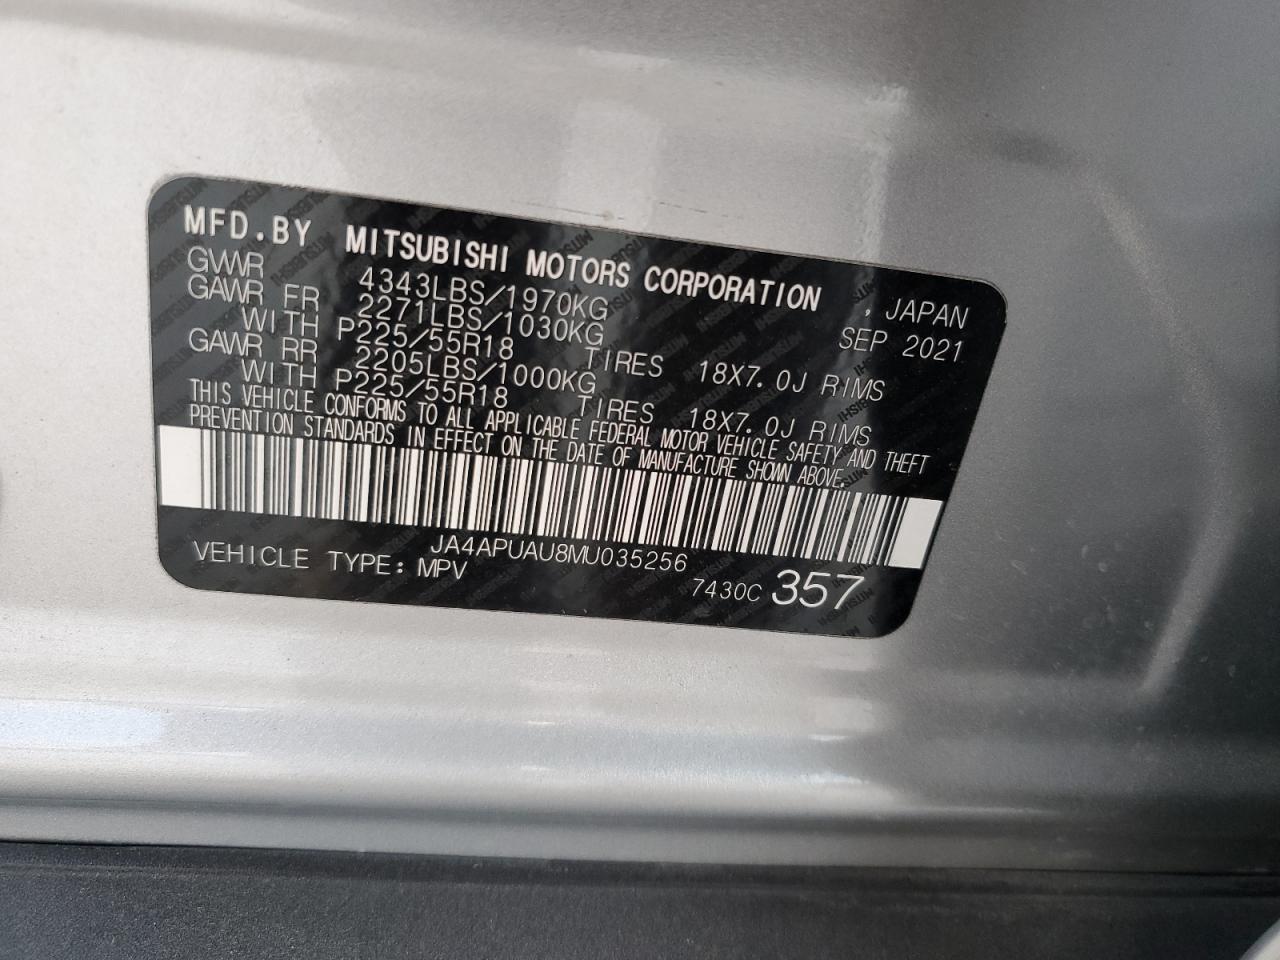 MFD.BY MITSUBISHI MOTORS CORPORATION, JAPAN
GVWR 4343LBS/1970KG SEP 2021
GAWR FR 2271LBS/1030KG
WITH P225/55R18 TIRES 18X7.0J RIMS
GAWR RR 2205LBS/1000KG
WITH P225/55R18 TIRES 18X7.0J RIMS
THIS VEHICLE CONFORMS TO ALL APPLICABLE FEDERAL MOTOR VEHICLE SAFETY AND THEFT
PREVENTION STANDARDS IN EFFECT ON THE DATE OF MANUFACTURE SHOWN ABOVE.
JA4APUAU8MU035256
VEHICLE TYPE: MPV
7430C 357